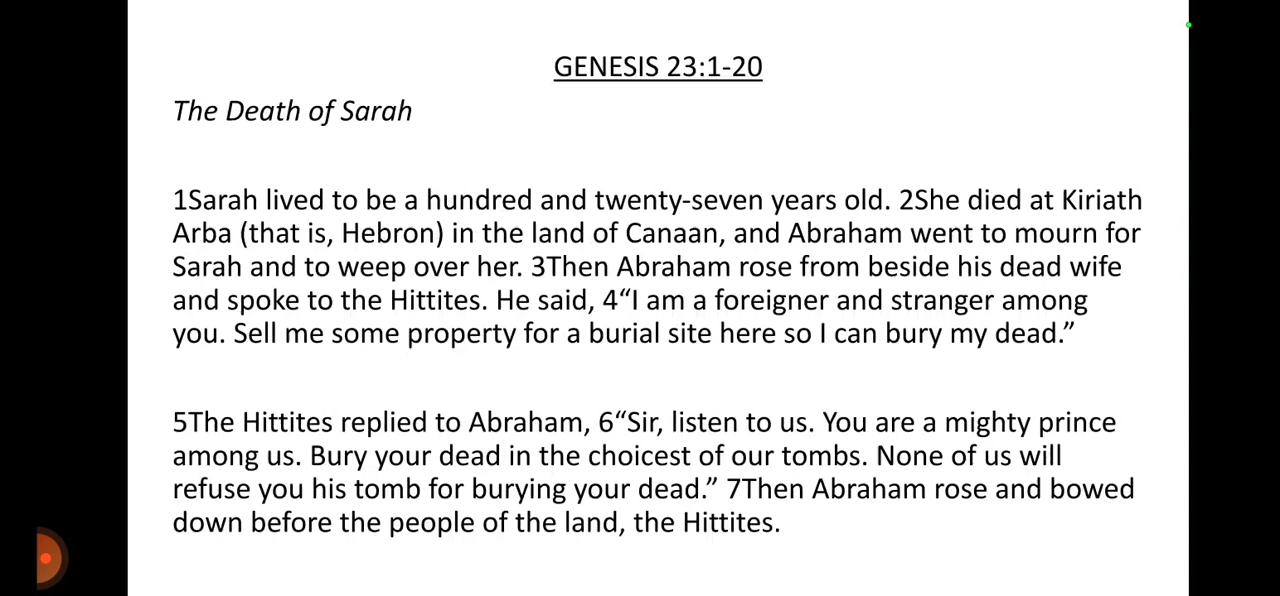 GENESIS 23:1-20
The Death of Sarah
1Sarah lived to be a hundred and twenty-seven years old. 2She died at Kiriath
Arba (that is, Hebron) in the land of Canaan, and Abraham went to mourn for
Sarah and to weep over her. 3Then Abraham rose from beside his dead wife
and spoke to the Hittites. He said, 4“I am a foreigner and stranger among
you. Sell me some property for a burial site here so I can bury my dead.”
5The Hittites replied to Abraham, 6“Sir, listen to us. You are a mighty prince
among us. Bury your dead in the choicest of our tombs. None of us will
refuse you his tomb for burying your dead.” 7Then Abraham rose and bowed
down before the people of the land, the Hittites.